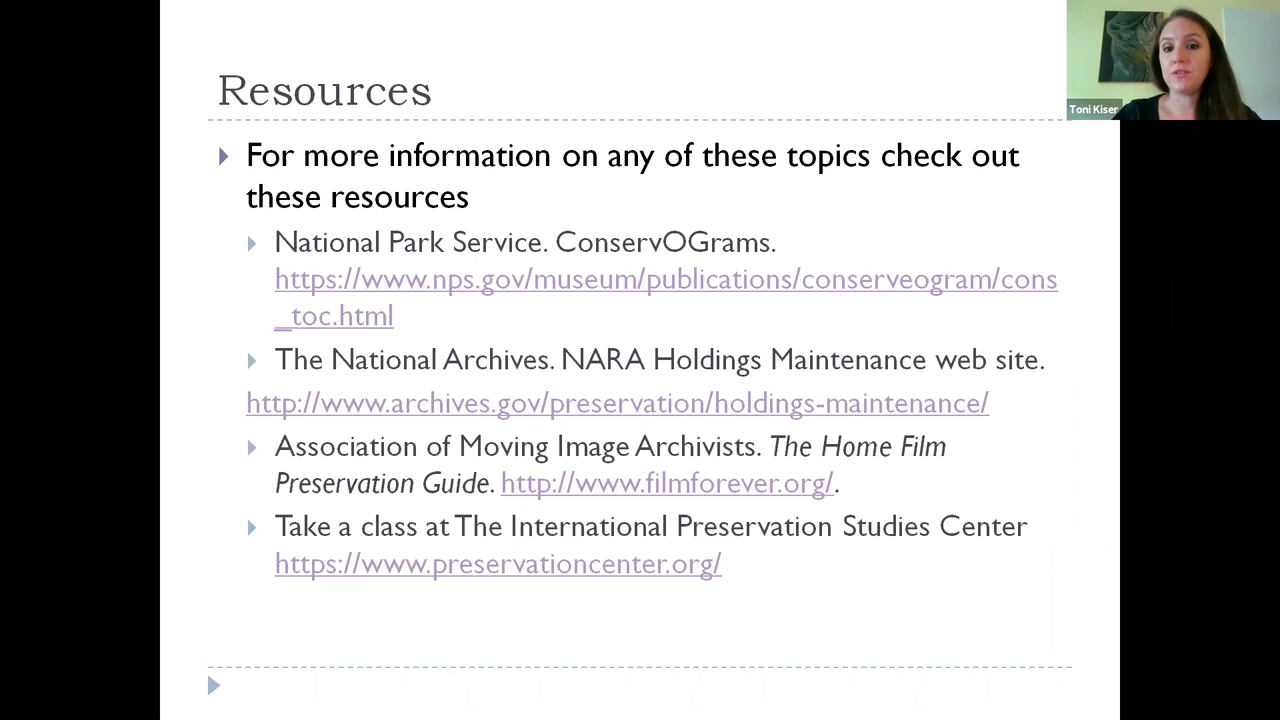 Resources
Toni Kiser
For more information on any of these topics check out
these resources
National Park Service. ConservOGrams.
https://www.nps.gov/museum/publications/conserveogram/cons
_toc.html
The National Archives. NARA Holdings Maintenance web site.
http://www.archives.gov/preservation/holdings-maintenance/
Association of Moving Image Archivists. The Home Film
Preservation Guide. http://www.filmforever.org/.
Take a class at The International Preservation Studies Center
https://www.preservationcenter.org/